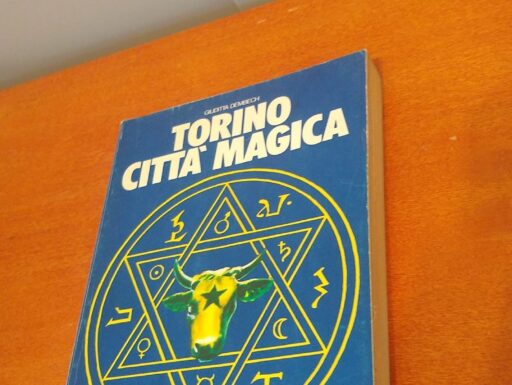 GIUDITTA DEMBECH
TORINO
CITTA' MAGICA